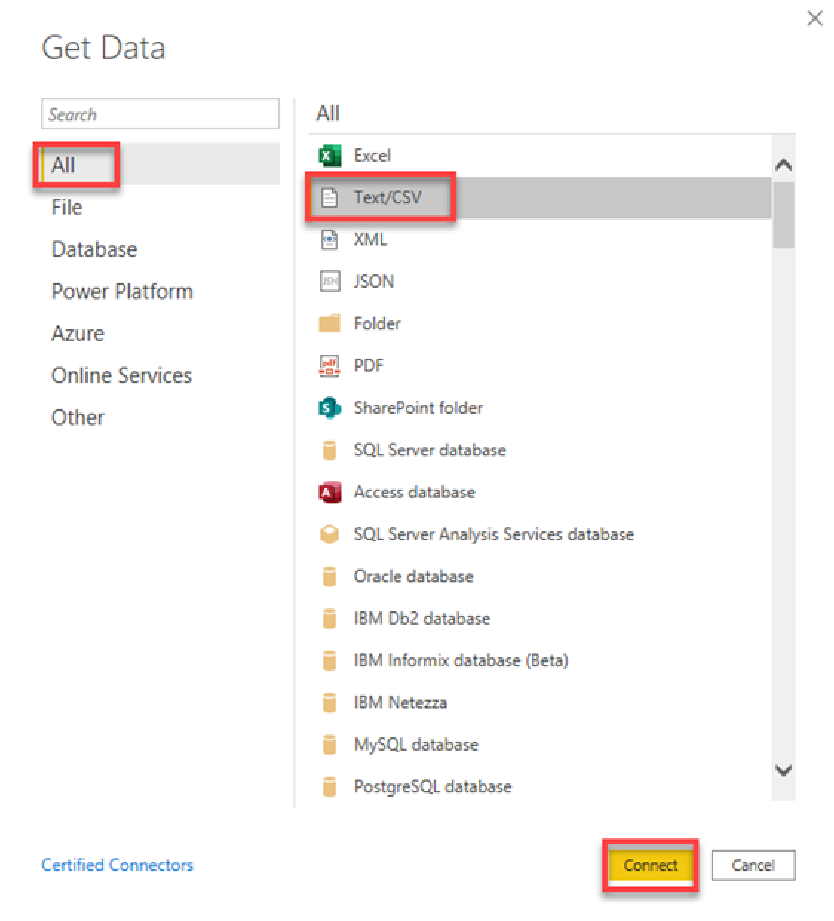 Get Data
Search
All
File
Database
Power Platform
Azure
Online Services
Other
All
Excel
Text/CSV
XML
JSON
Folder
PDF
SharePoint folder
SQL Server database
Access database
SQL Server Analysis Services database
Oracle database
IBM Db2 database
IBM Informix database (Beta)
IBM Netezza
MySQL database
PostgreSQL database
Certified Connectors
Connect
Cancel